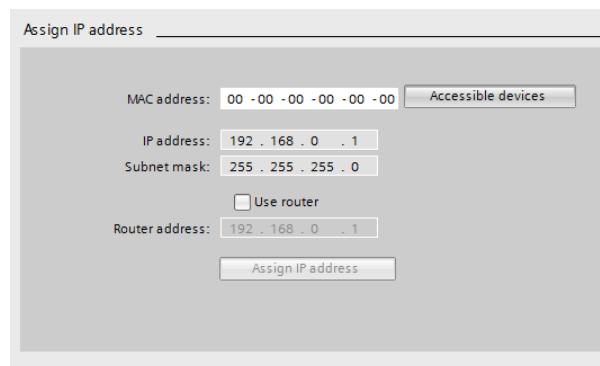 Assign IP address
MAC address: 00 -00 -00 -00 -00 -00 Accessible devices
IP address: 192 . 168 . 0 . 1
Subnet mask: 255 . 255 . 255 . 0
Use router
Router address: 192 . 168 . 0 . 1
Assign IP address